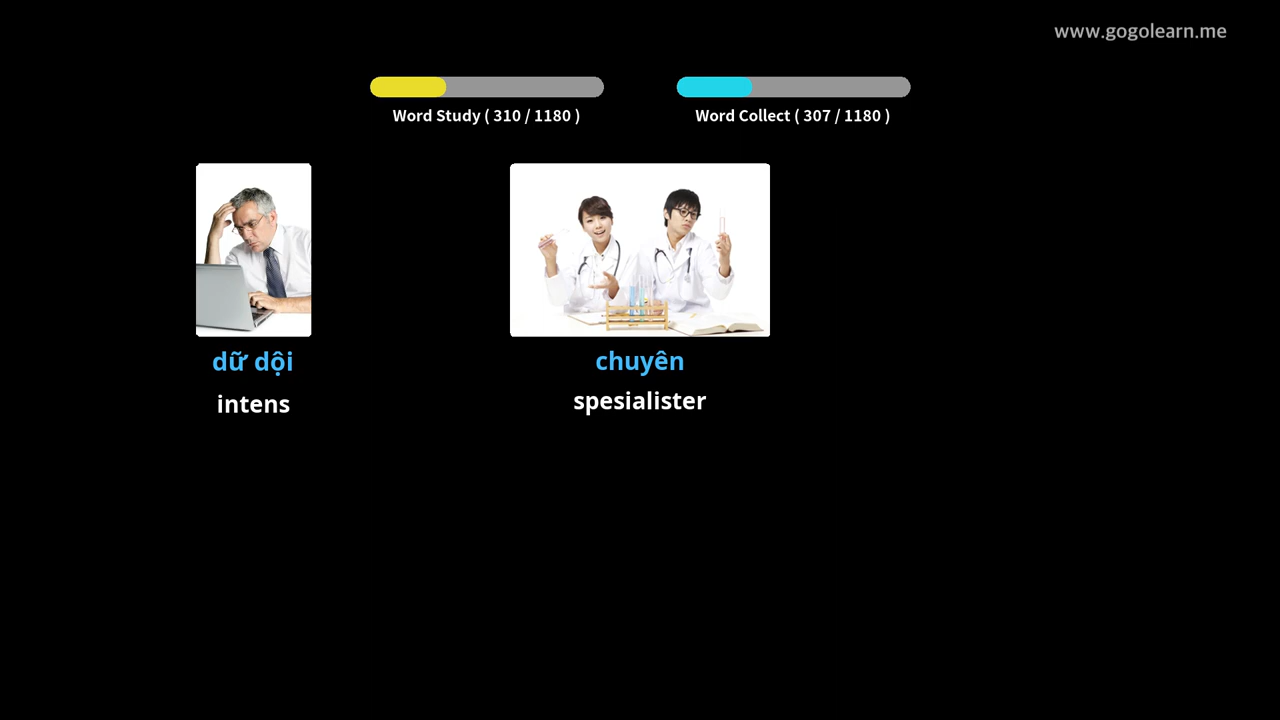 www.gogolearn.me
Word Study ( 310 / 1180 )
Word Collect ( 307 / 1180 )
dữ dội
intens
chuyên
spesialister